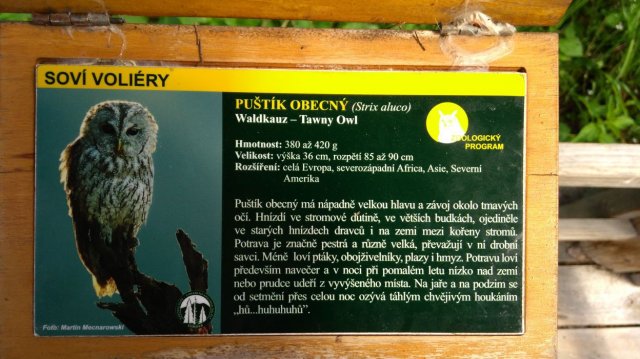 SOVÍ VOLIÉRY
PUŠTÍK OBECNÝ (Strix aluco)
Waldkauz – Tawny Owl
ZOOLOGICKÝ
PROGRAM
Hmotnost: 380 až 420 g
Velikost: výška 36 cm, rozpětí 85 až 90 cm
Rozšíření: celá Evropa, severozápadní Africa, Asie, Severní
Amerika
Puštík obecný má nápadně velkou hlavu a závoj okolo tmavých
očí. Hnízdí ve stromové dutině, ve větších budkách, ojediněle
ve starých hnízdech dravců i na zemi mezi kořeny stromů.
Potrava je značně pestrá a různě velká, převažují v ní drobní
savci. Méně loví ptáky, obojživelníky, plazy i hmyz. Potravu loví
především navečer a v noci při pomalém letu nízko nad zemí
nebo prudce udeří z vyvýšeného místa. Na jaře a na podzim se
od setmění přes celou noc ozývá táhlým chvějivým houkáním
„hů...huhuhuhů”.
Foto: Martin Mecnarowski